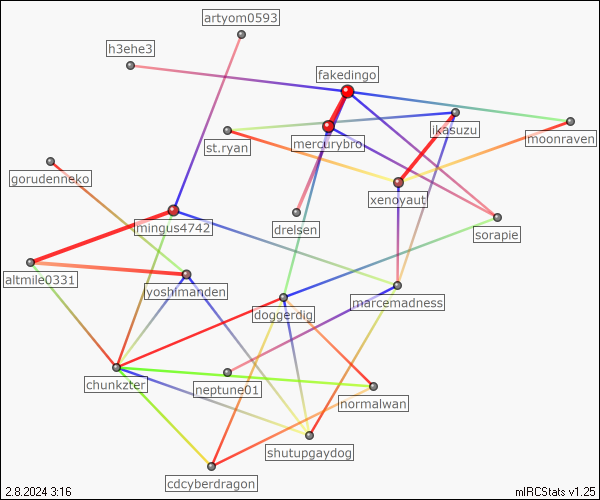 artyom0593
h3ehe3
fakedingo
ikasuzu
moonraven
st.ryan
mercurybro
gorudenneko
xenoyaut
mingus4742
drelsen
sorapie
altmile0331
yoshimanden
doggerdig
marcemadness
chunkzter
neptune01
normalwan
shutupgaydog
cdcyberdragon
2.8.2024 3:16
mIRCStats v1.25